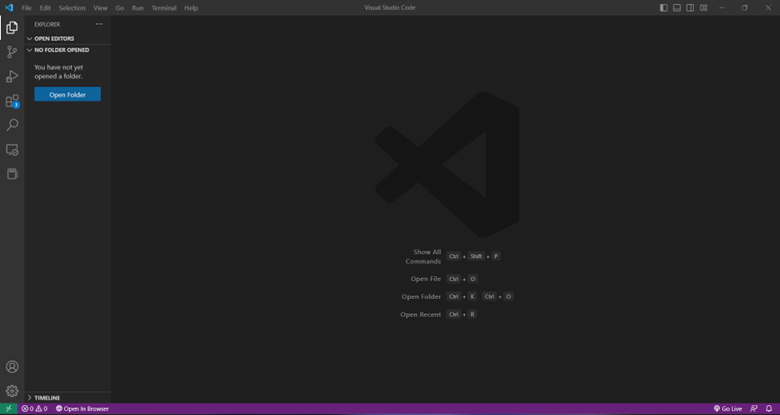 File Edit Selection View Go Run Terminal Help
Visual Studio Code
EXPLORER
OPEN EDITORS
NO FOLDER OPENED
You have not yet
opened a folder.
Open Folder
3
Show All
Commands
Ctrl + Shift + P
Open File Ctrl + O
Open Folder Ctrl + K Ctrl + O
Open Recent Ctrl + R
TIMELINE
0 0 Open In Browser
Go Live